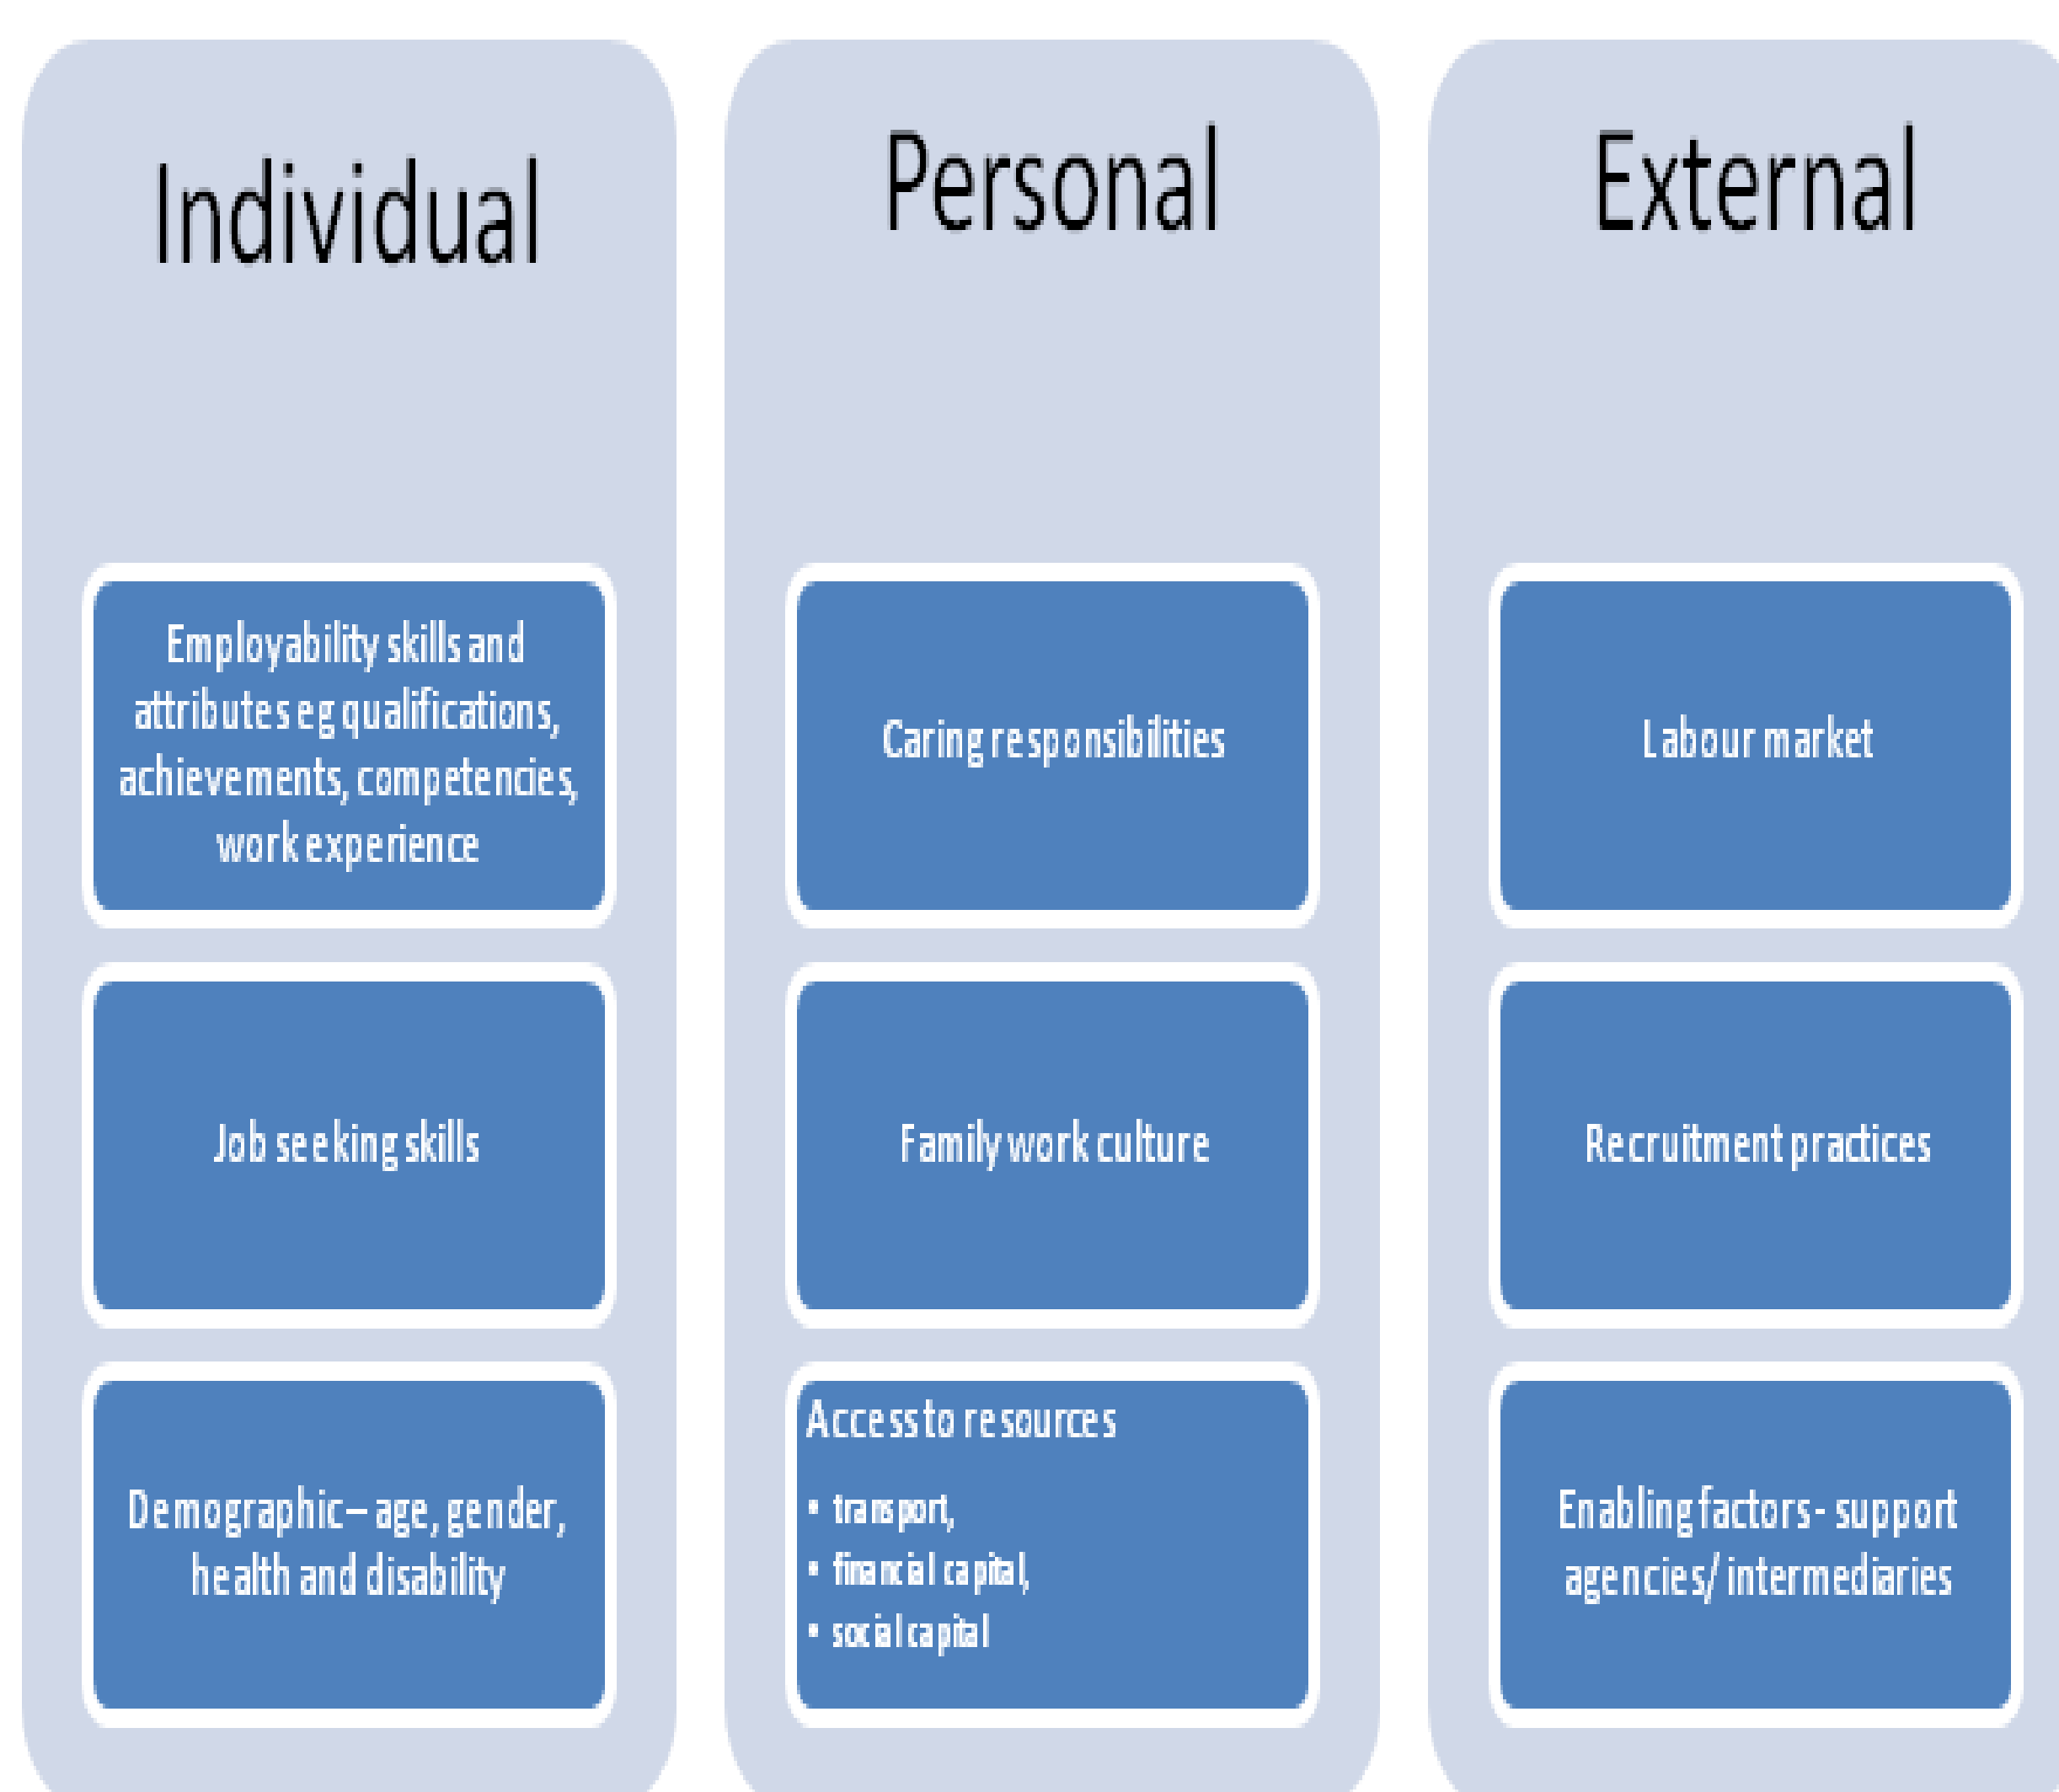 Individual
Employability skills and
attributes eg qualifications,
achievements, competencies,
work experience
Job seeking skills
Demographic – age, gender,
health and disability
Personal
Caring responsibilities
Family work culture
Access to resources
• transport,
• financial capital,
• social capital
External
Labour market
Recruitment practices
Enabling factors - support
agencies/ intermediaries